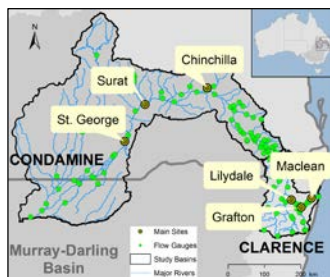 N
Chinchilla
Surat
St. George
CONDAMINE
Maclean
Lilydale
Grafton
CLARENCE
Murray-Darling
Basin
Main Sites
Flow Gauges
Study Basins
Major Rivers
0
100
200 km